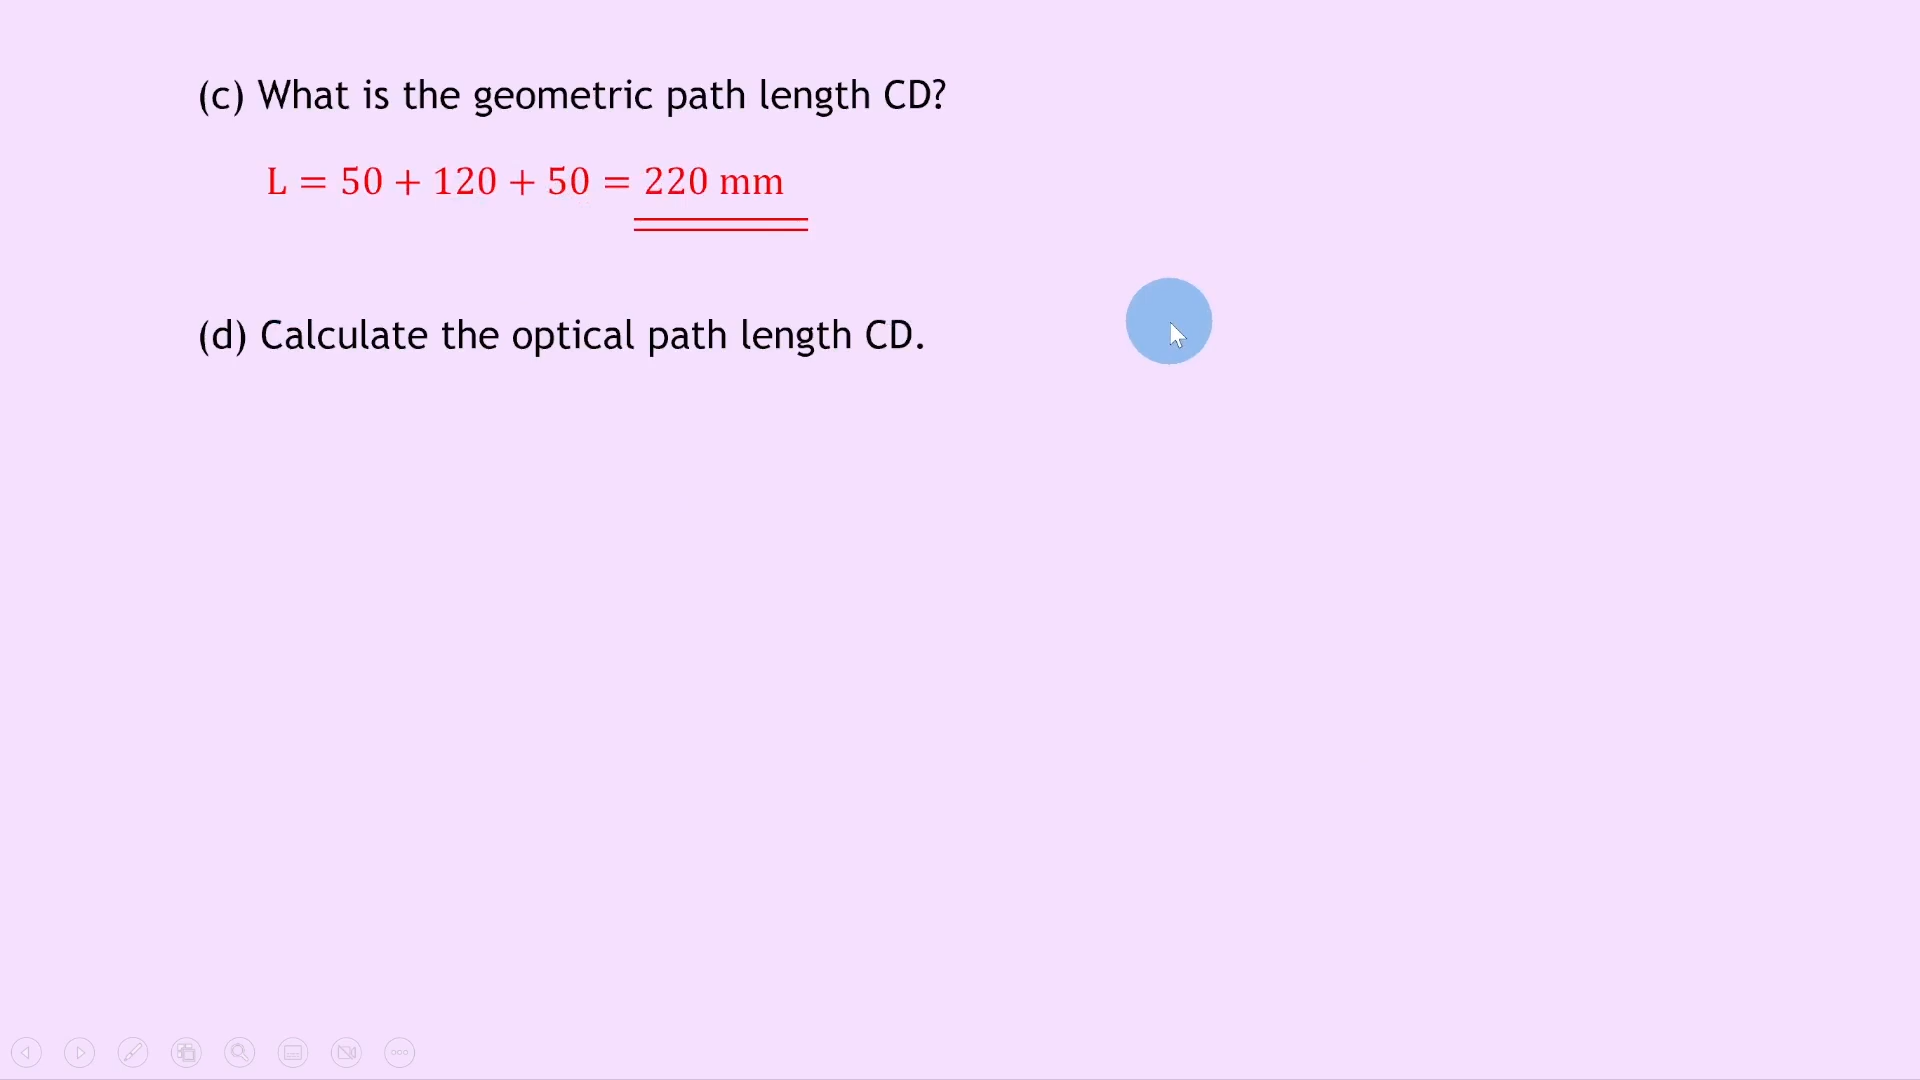 (c) What is the geometric path length CD?
L = 50 + 120 + 50 = 220 mm
(d) Calculate the optical path length CD.